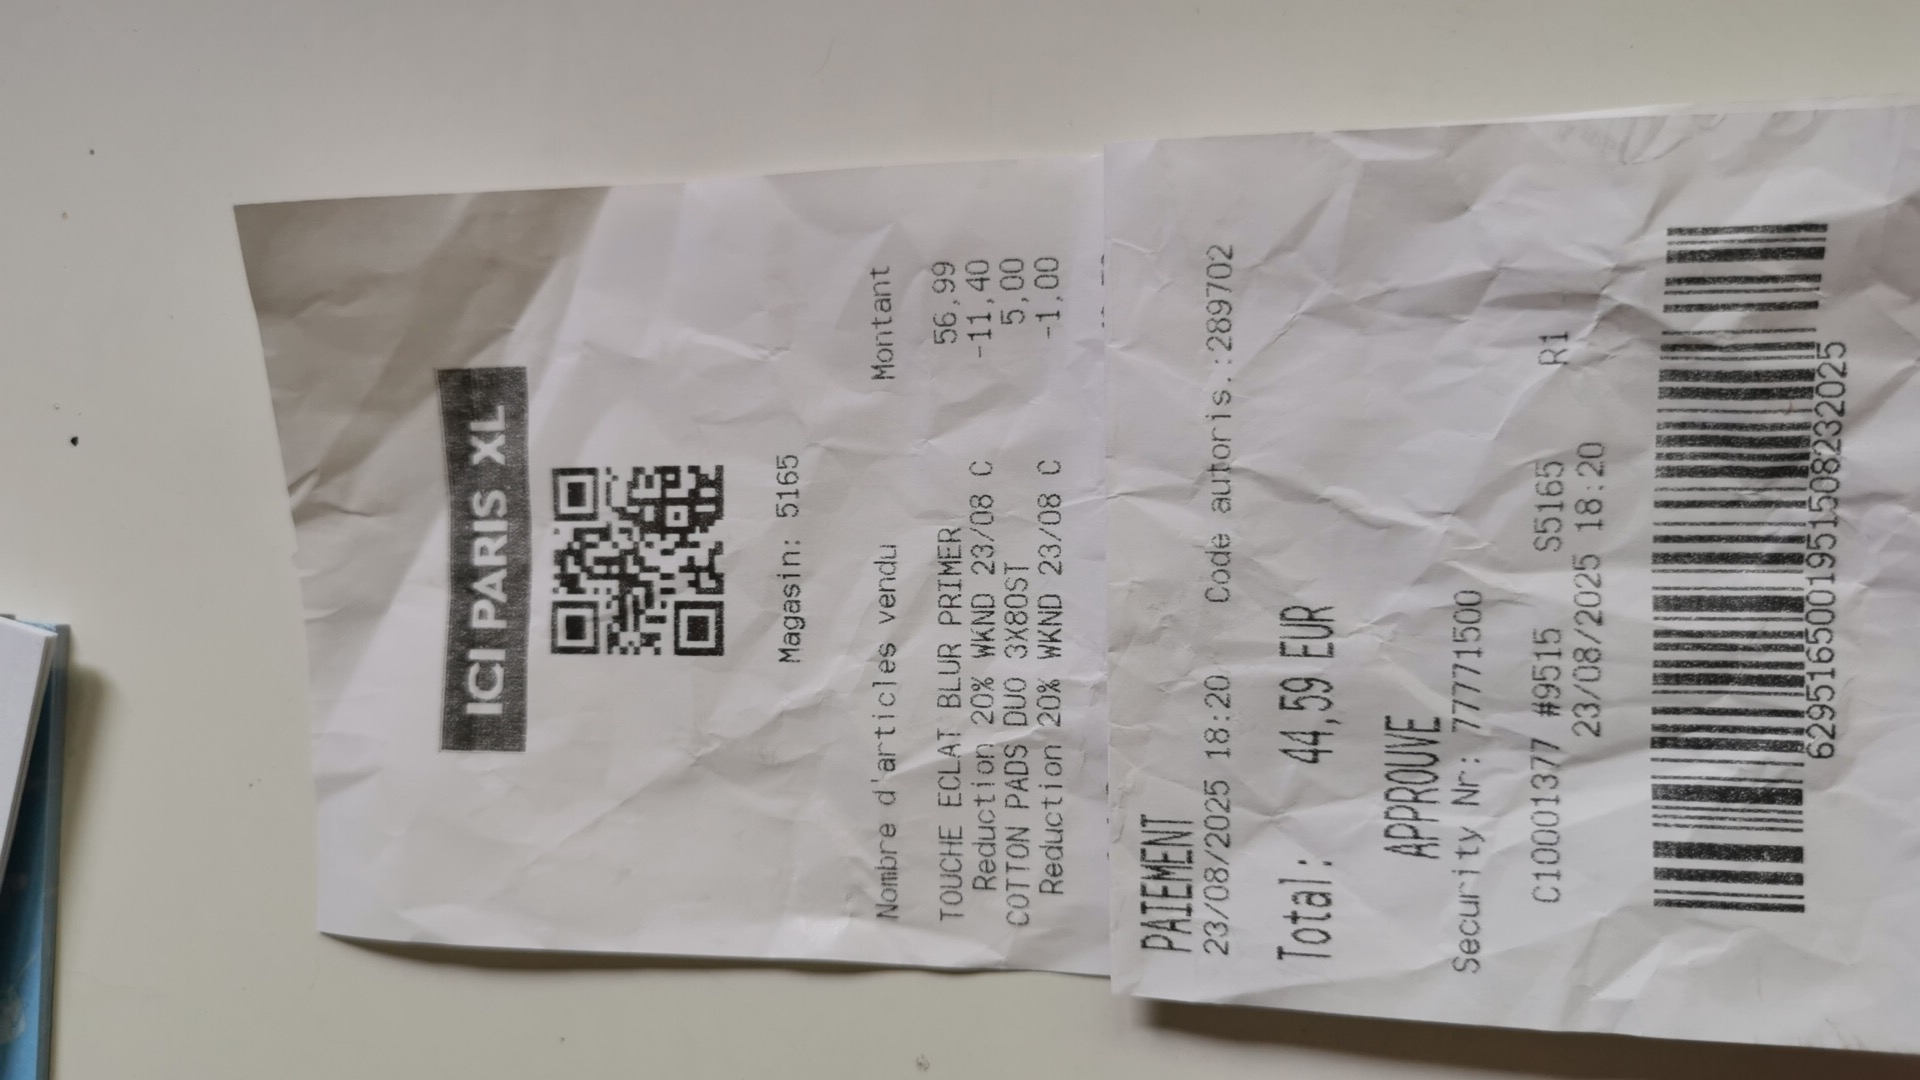 ICI PARIS XL
Magasin: 5165
Nombre d'articles vendu Montant
TOUCHE ECLAT BLUR PRIMER 56,99
Reduction 20% WKND 23/08 C -11,40
COTTON PADS DUO 3X80ST 5,00
Reduction 20% WKND 23/08 C -1,00
PAIEMENT
23/08/2025 18:20 Code autoris.:289702
Total: 44,59 EUR
APPROUVE
Security Nr: 77771500
C10001377 #9515 S5165 R1
23/08/2025 18:20
6295165001951508232025